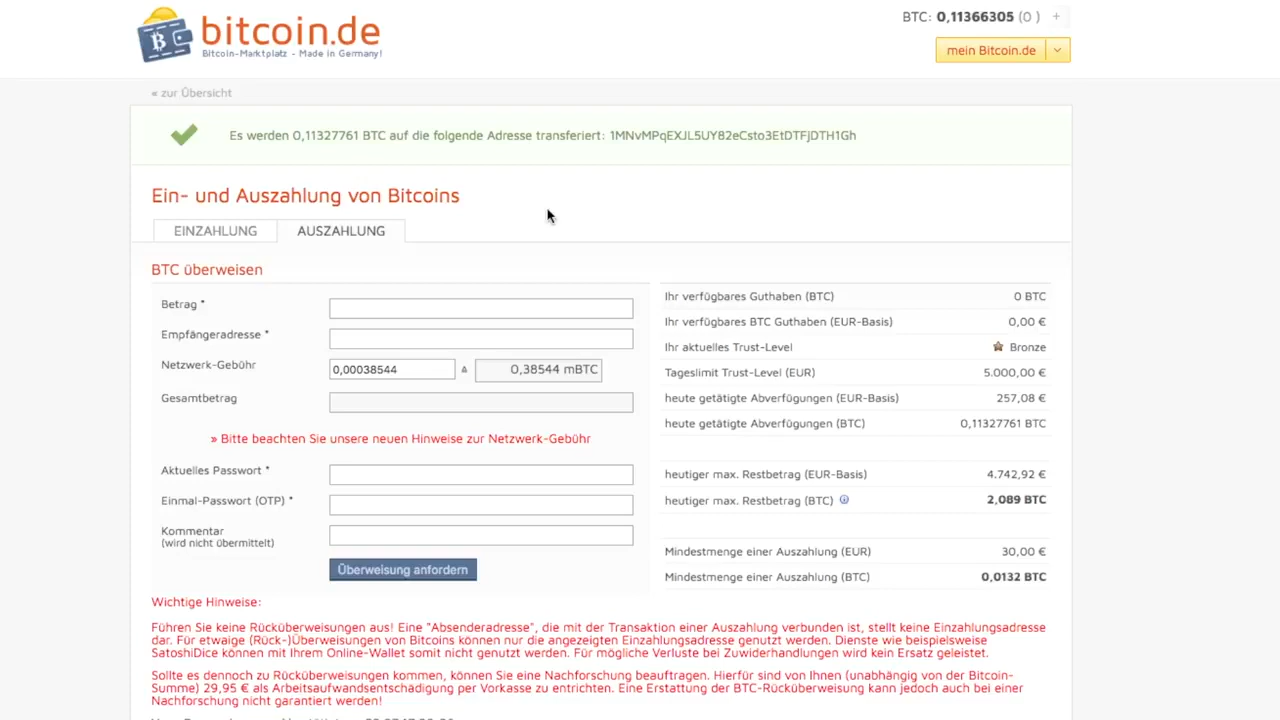 bitcoin.de
Bitcoin-Marktplatz - Made in Germany!
BTC: 0,11366305 (0 ) +
mein Bitcoin.de
« zur Übersicht
Es werden 0,11327761 BTC auf die folgende Adresse transferiert: 1MNvMPqEXJL5UY82eCsto3EtDTFjDTH1Gh
Ein- und Auszahlung von Bitcoins
EINZAHLUNG AUSZAHLUNG
BTC überweisen
Betrag *
Empfängeradresse *
Netzwerk-Gebühr 0,00038544 ≙ 0,38544 mBTC
Gesamtbetrag
» Bitte beachten Sie unsere neuen Hinweise zur Netzwerk-Gebühr
Aktuelles Passwort *
Einmal-Passwort (OTP) *
Kommentar
(wird nicht übermittelt)
Überweisung anfordern
Ihr verfügbares Guthaben (BTC) 0 BTC
Ihr verfügbares BTC Guthaben (EUR-Basis) 0,00 €
Ihr aktuelles Trust-Level Bronze
Tageslimit Trust-Level (EUR) 5.000,00 €
heute getätigte Abverfügungen (EUR-Basis) 257,08 €
heute getätigte Abverfügungen (BTC) 0,11327761 BTC
heutiger max. Restbetrag (EUR-Basis) 4.742,92 €
heutiger max. Restbetrag (BTC) 2,089 BTC
Mindestmenge einer Auszahlung (EUR) 30,00 €
Mindestmenge einer Auszahlung (BTC) 0,0132 BTC
Wichtige Hinweise:
Führen Sie keine Rücküberweisungen aus! Eine "Absenderadresse", die mit der Transaktion einer Auszahlung verbunden ist, stellt keine Einzahlungsadresse
dar. Für etwaige (Rück-)Überweisungen von Bitcoins können nur die angezeigten Einzahlungsadresse genutzt werden. Dienste wie beispielsweise
SatoshiDice können mit Ihrem Online-Wallet somit nicht genutzt werden. Für mögliche Verluste bei Zuwiderhandlungen wird kein Ersatz geleistet.
Sollte es dennoch zu Rücküberweisungen kommen, können Sie eine Nachforschung beauftragen. Hierfür sind von Ihnen (unabhängig von der Bitcoin-
Summe) 29,95 € als Arbeitsaufwandsentschädigung per Vorkasse zu entrichten. Eine Erstattung der BTC-Rücküberweisung kann jedoch auch bei einer
Nachforschung nicht garantiert werden!